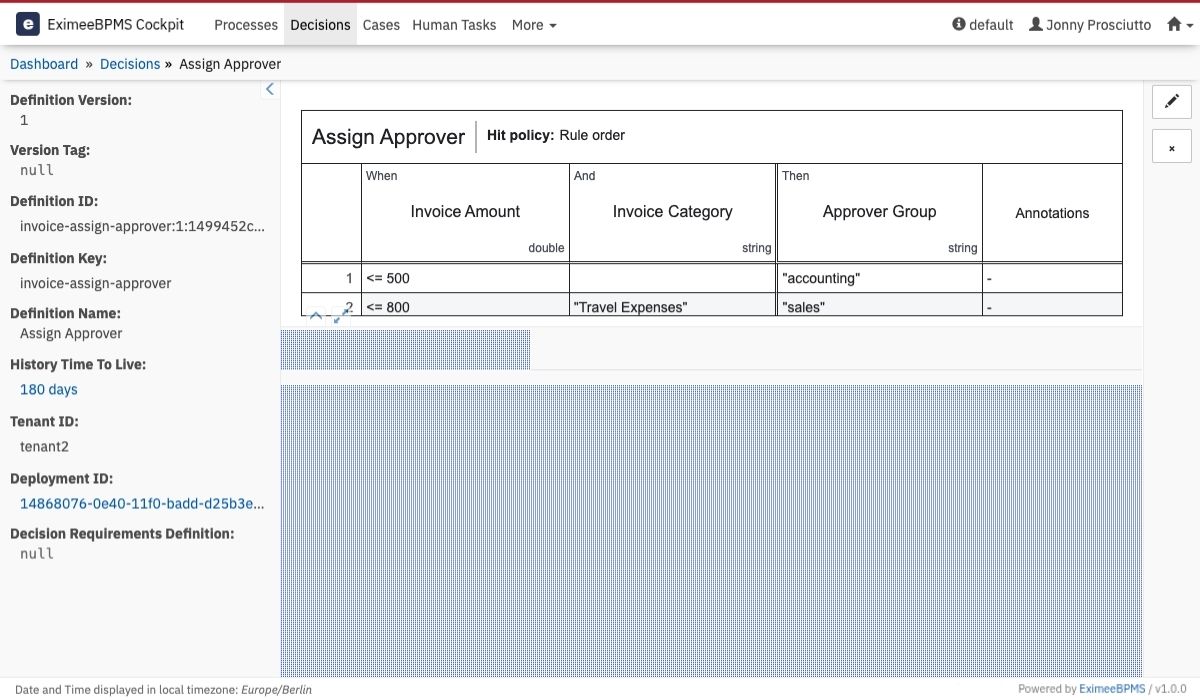 e EximeeBPMS Cockpit Processes Decisions Cases Human Tasks More default Jonny Prosciutto
Dashboard » Decisions » Assign Approver
Definition Version:
1
Version Tag:
null
Definition ID:
invoice-assign-approver:1:1499452c...
Definition Key:
invoice-assign-approver
Definition Name:
Assign Approver
History Time To Live:
180 days
Tenant ID:
tenant2
Deployment ID:
14868076-0e40-11f0-badd-d25b3e...
Decision Requirements Definition:
null
Assign Approver Hit policy: Rule order
When And Then
Invoice Amount Invoice Category Approver Group Annotations
double string string
1 <= 500 "accounting" -
2 <= 800 "Travel Expenses" "sales" -
Date and Time displayed in local timezone: Europe/Berlin
Powered by EximeeBPMS / v1.0.0